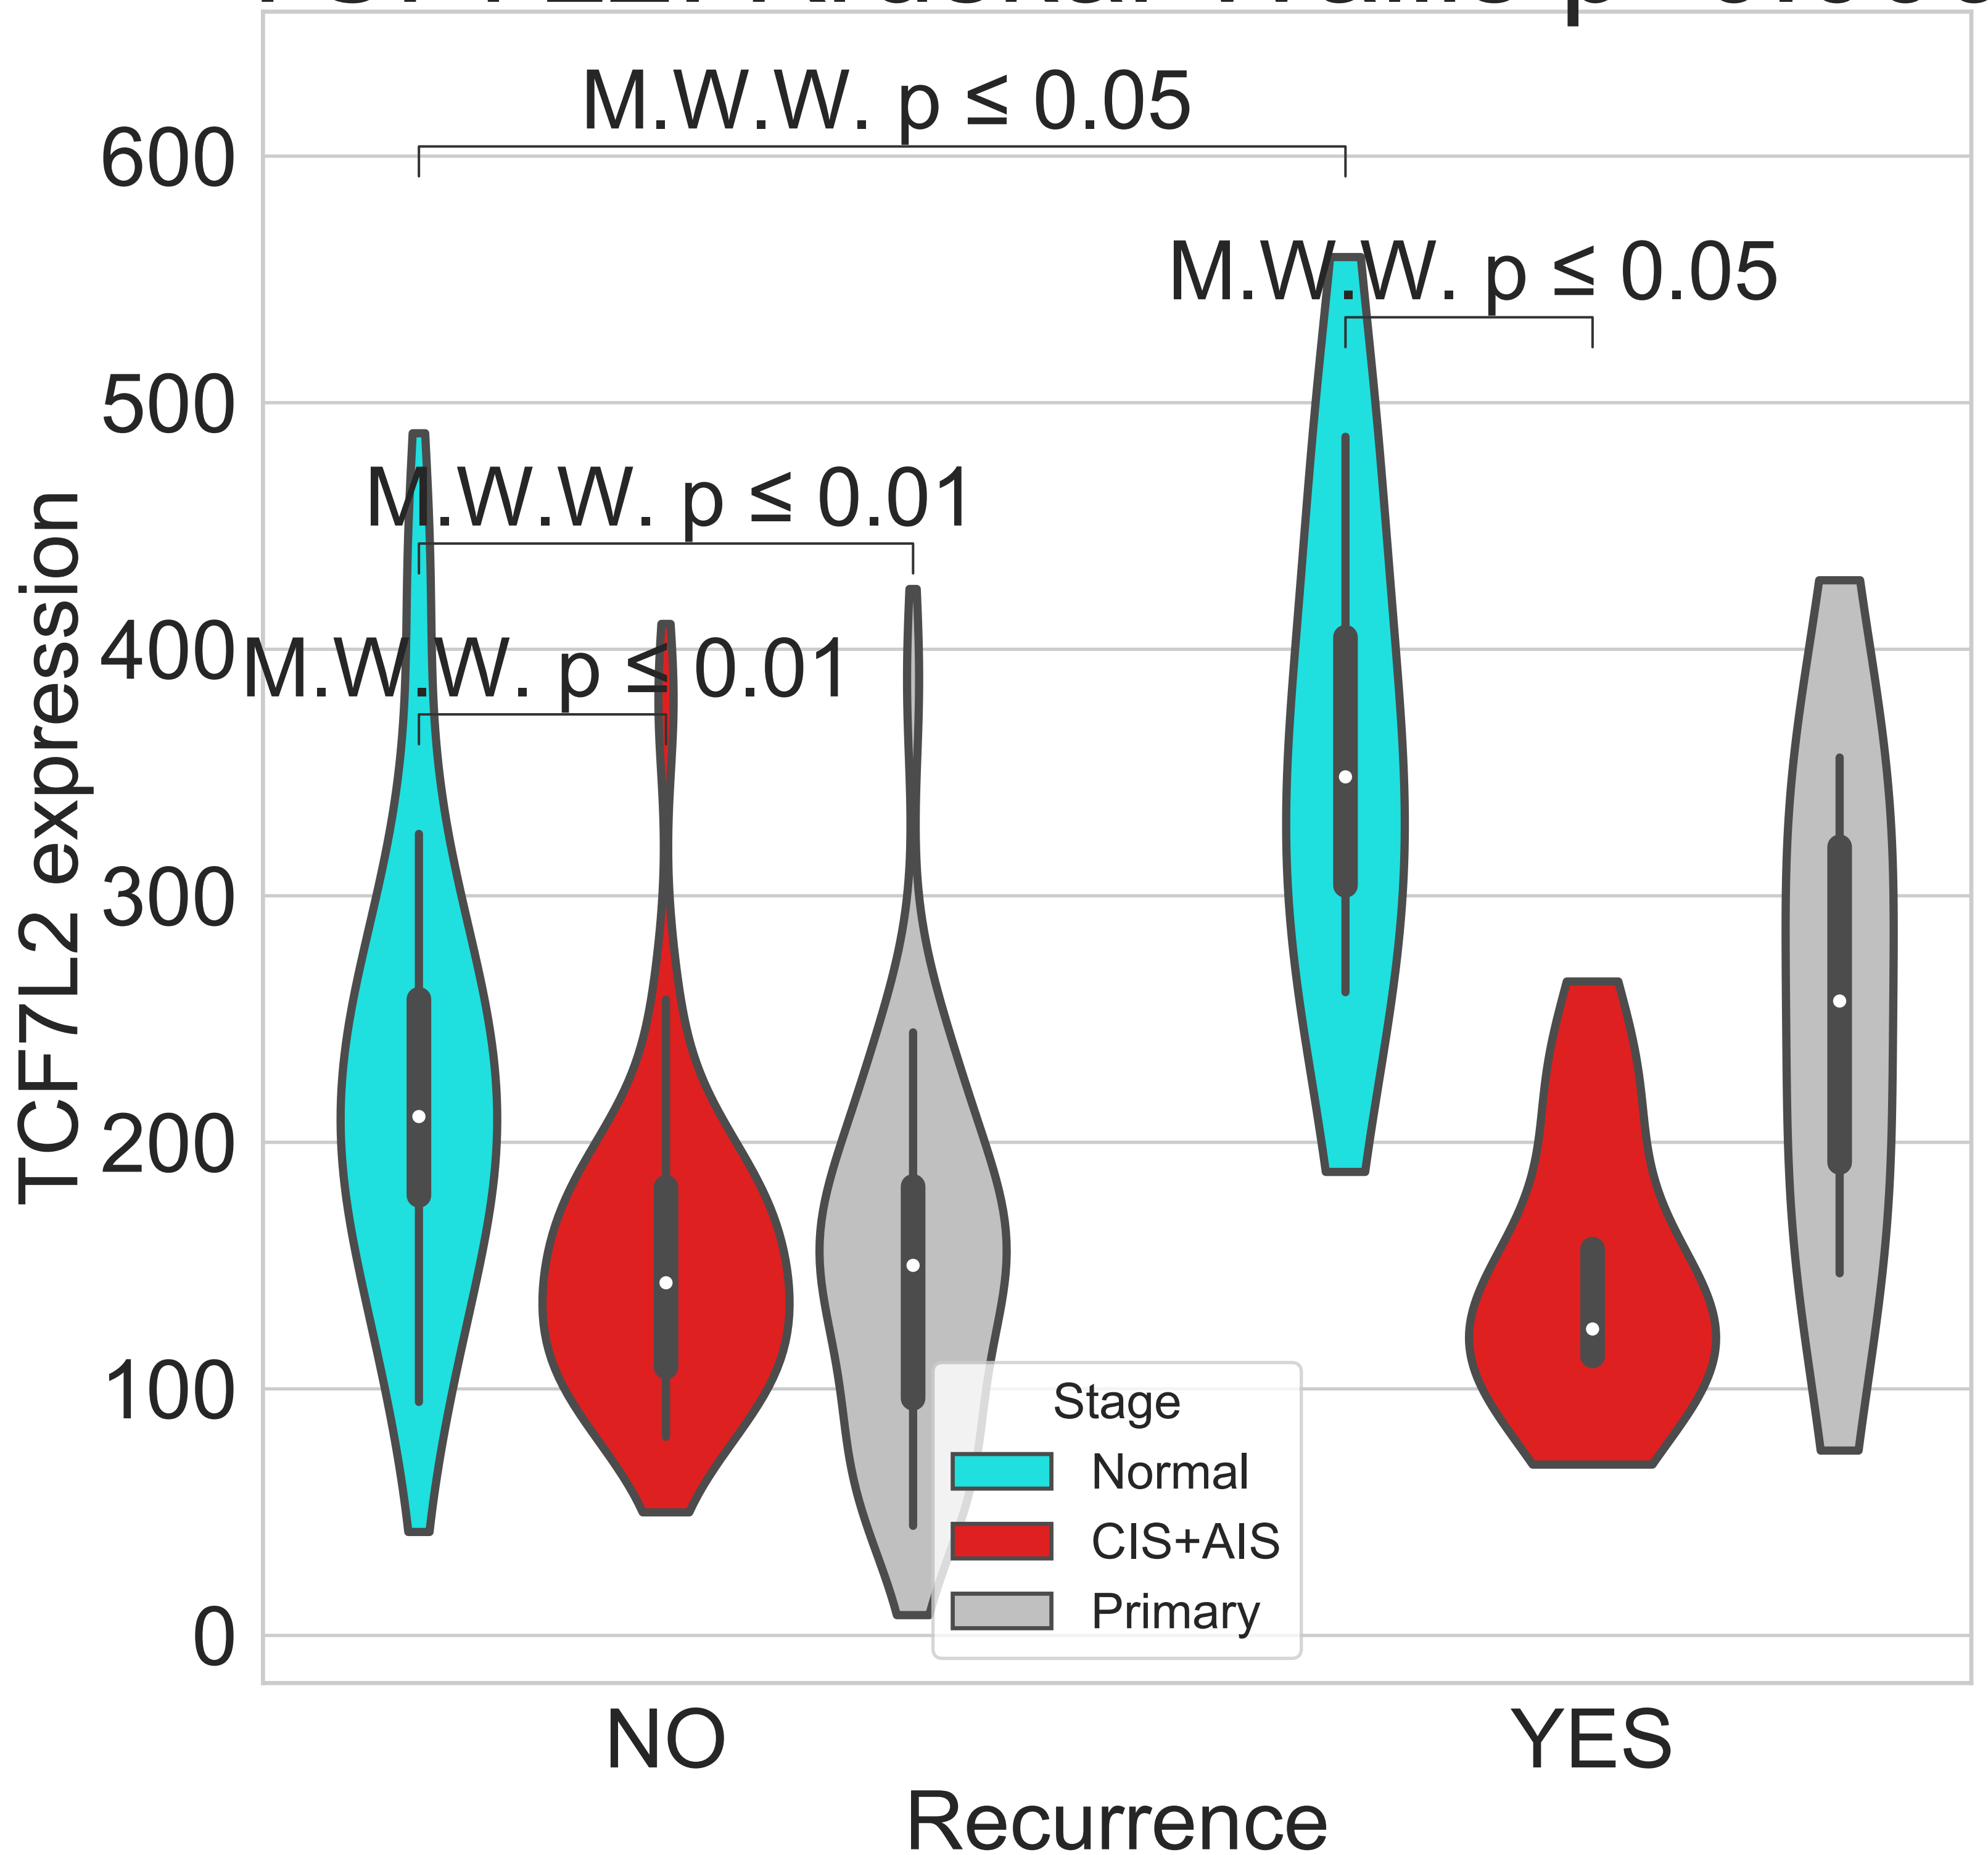 M.W.W. p ≤ 0.05
M.W.W. p ≤ 0.05
M.W.W. p ≤ 0.01
M.W.W. p ≤ 0.01
600
500
400
300
200
100
0
TCF7L2 expression
Stage
Normal
CIS+AIS
Primary
NO
YES
Recurrence